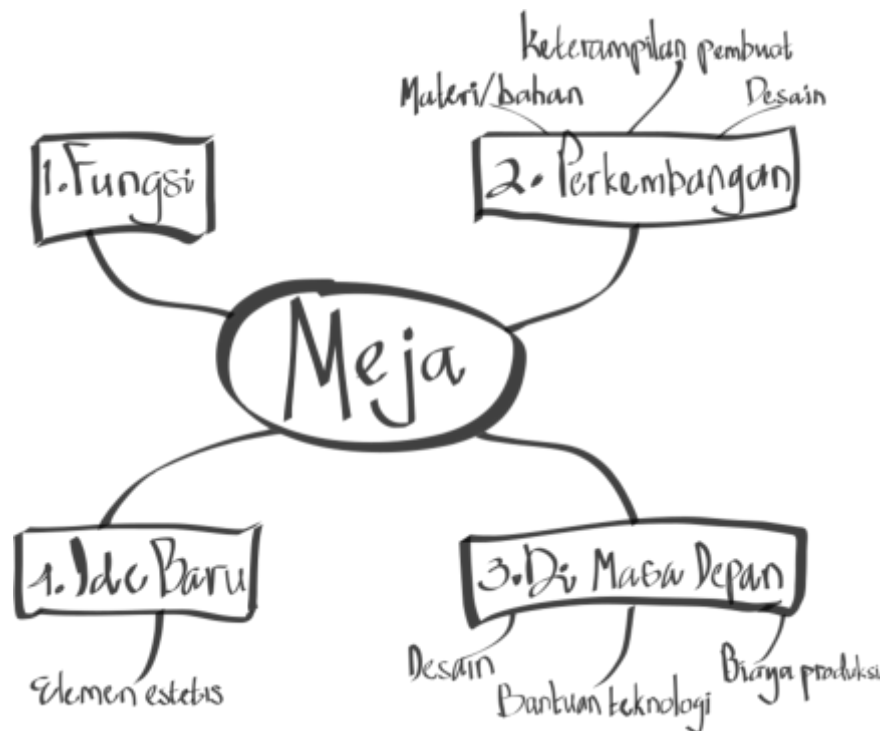 Keterampilan pembuat
Materi/bahan
Desain
1. Fungsi
2. Perkembangan
Meja
1. Ide Baru
3. Di Masa Depan
Elemen estetis
Desain
Bantuan teknologi
Biaya produksi